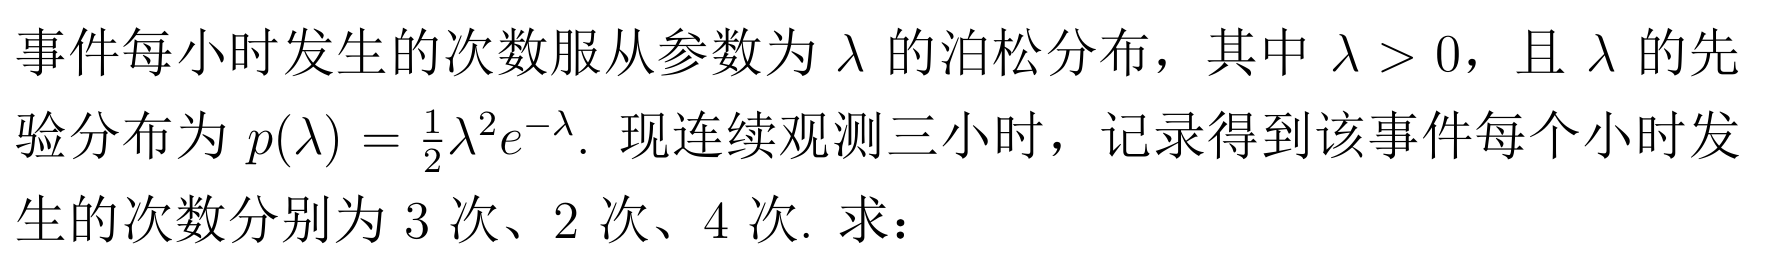 事件每小时发生的次数服从参数为 λ 的泊松分布，其中 λ > 0，且 λ 的先
验分布为 p(λ) = \frac{1}{2}λ^2e^{−λ}. 现连续观测三小时，记录得到该事件每个小时发
生的次数分别为 3 次、2 次、4 次. 求：